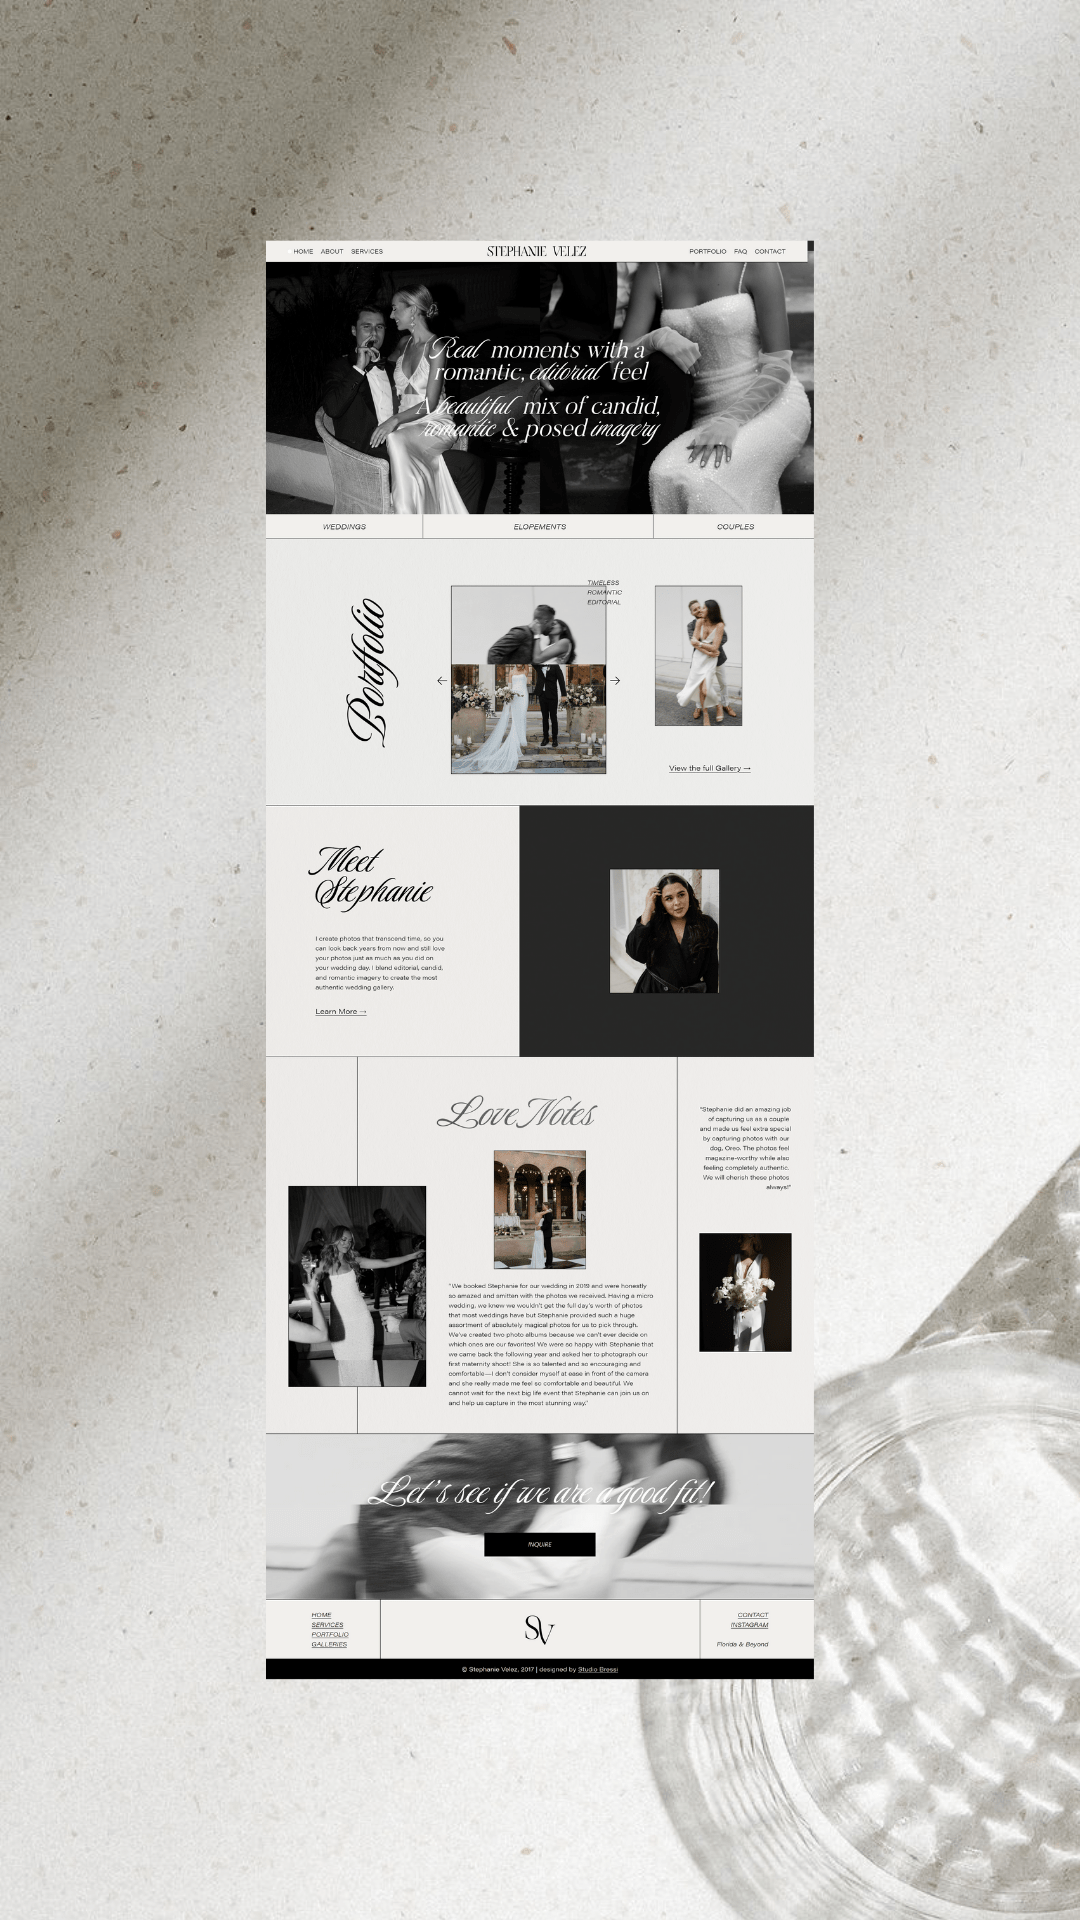 HOME ABOUT SERVICES
STEPHANIE VELEZ
PORTFOLIO FAQ CONTACT
Real moments with a
romantic, editorial feel
A beautiful mix of candid,
romantic & posed imagery
WEDDINGS
ELOPEMENTS
COUPLES
Portfolio
TIMELESS
ROMANTIC
EDITORIAL
←
→
View the full Gallery →
Meet
Stephanie
I create photos that transcend time, so you
can look back years from now and still love
your photos just as much as you did on
your wedding day. I blend editorial, candid,
and romantic imagery to create the most
authentic wedding gallery.
Learn More →
Love Notes
"We booked Stephanie for our wedding in 2019 and were honestly
so amazed and smitten with the photos we received. Having a micro
wedding, we knew we wouldn't get the full day's worth of photos
that most weddings have but Stephanie provided such a huge
assortment of absolutely magical photos for us to pick through.
We've created two photo albums because we can't ever decide on
which ones are our favorites! We were so happy with Stephanie that
we came back the following year and asked her to photograph our
first maternity shoot! She is so talented and so encouraging and
comfortable—I don't consider myself at ease in front of the camera
and she really made me feel so comfortable and beautiful. We
cannot wait for the next big life event that Stephanie can join us on
and help us capture in the most stunning way."
"Stephanie did an amazing job
of capturing us as a couple
and made us feel extra special
by capturing photos with our
dog, Oreo. The photos feel
magazine-worthy while also
feeling completely authentic.
We will cherish these photos
always!"
Let's see if we are a good fit!
INQUIRE
HOME
SERVICES
PORTFOLIO
GALLERIES
SV
CONTACT
INSTAGRAM
Florida & Beyond
© Stephanie Velez, 2017 | designed by Studio Bressi